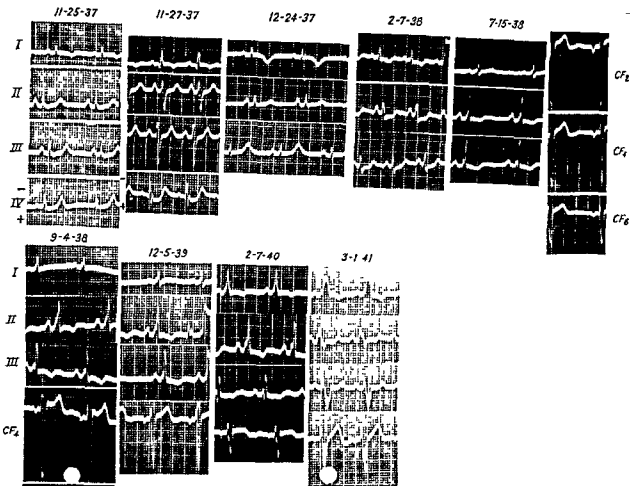 11-25-37 11-27-37 12-24-37 2-7-38 7-15-38
I
II
III
IV
CF2
CF4
CF6
9-4-38 12-5-39 2-7-40 3-1-41
I
II
III
CF4